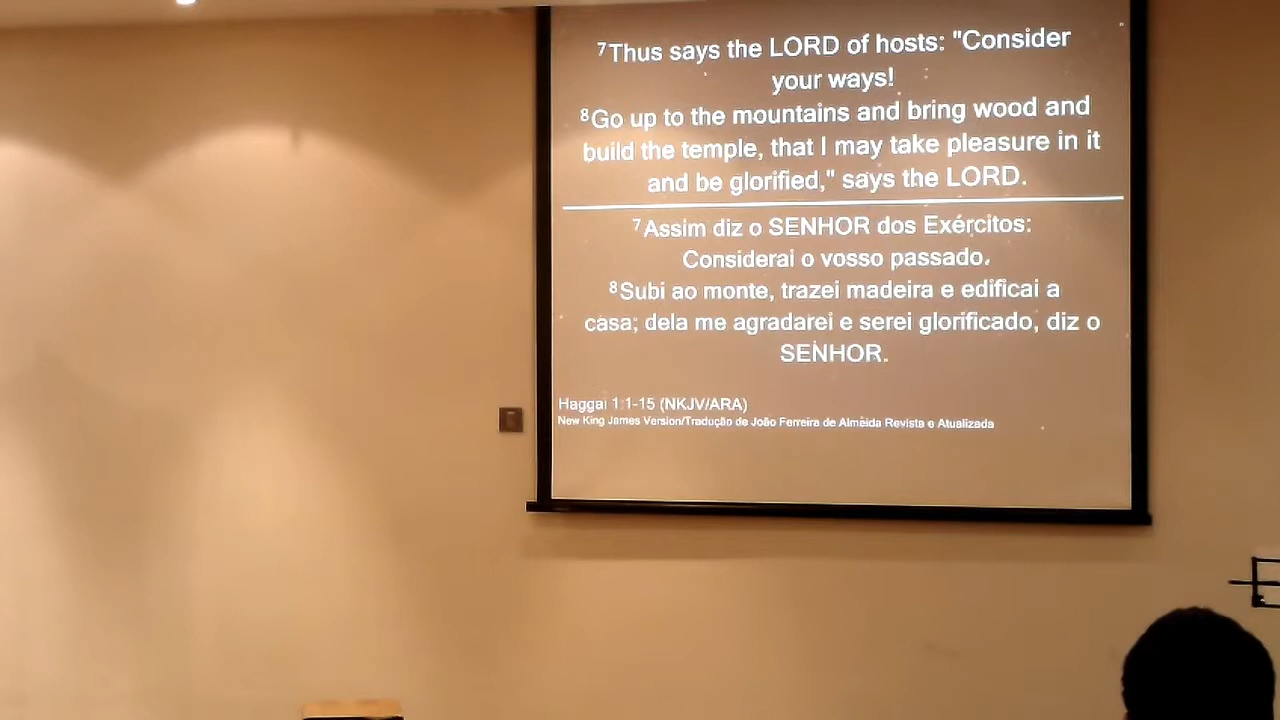 7Thus says the LORD of hosts: "Consider
your ways!
8Go up to the mountains and bring wood and
build the temple, that I may take pleasure in it
and be glorified," says the LORD.
7Assim diz o SENHOR dos Exércitos:
Considerai o vosso passado.
8Subi ao monte, trazei madeira e edificai a
casa; dela me agradarei e serei glorificado, diz o
SENHOR.
Haggai 1:1-15 (NKJV/ARA)
New King James Version/Tradução de João Ferreira de Almeida Revista e Atualizada